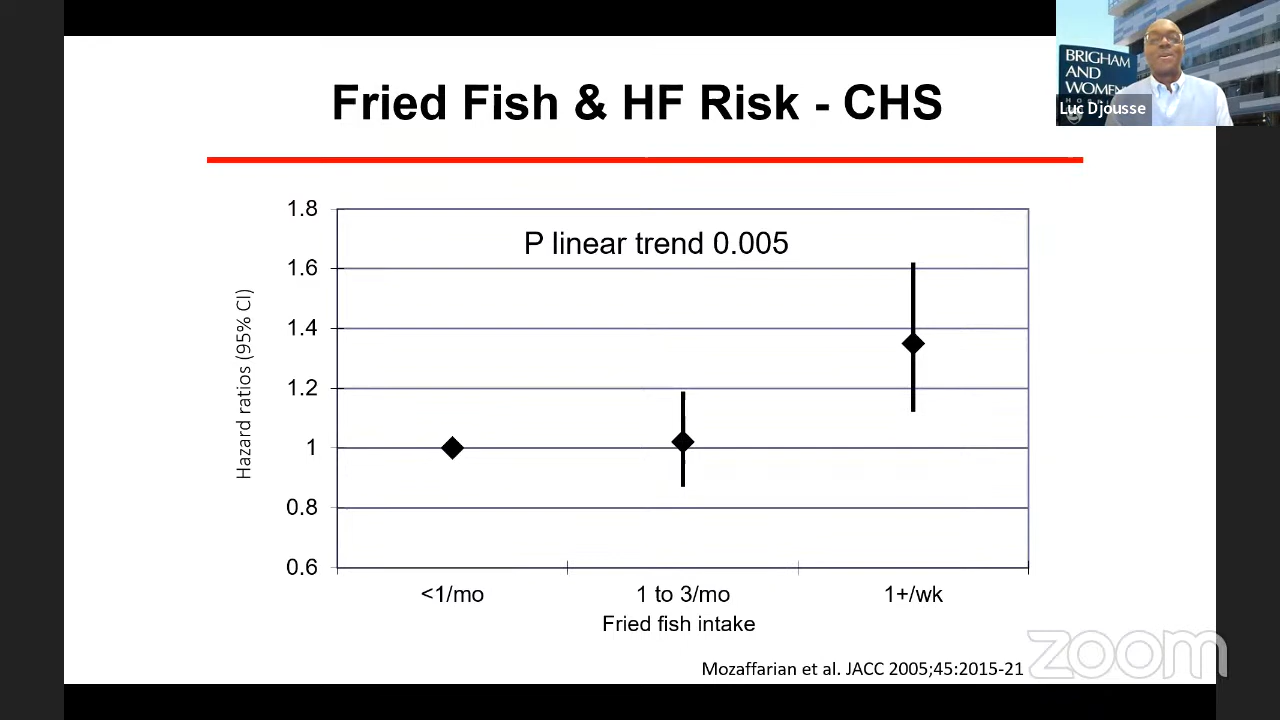 Fried Fish & HF Risk - CHS
BRIGHAM
AND
WOMEN'S
Luc Djousse
P linear trend 0.005
Hazard ratios (95% CI)
1.8
1.6
1.4
1.2
1
0.8
0.6
<1/mo
1 to 3/mo
1+/wk
Fried fish intake
Mozaffarian et al. JACC 2005;45:2015-21
zoom